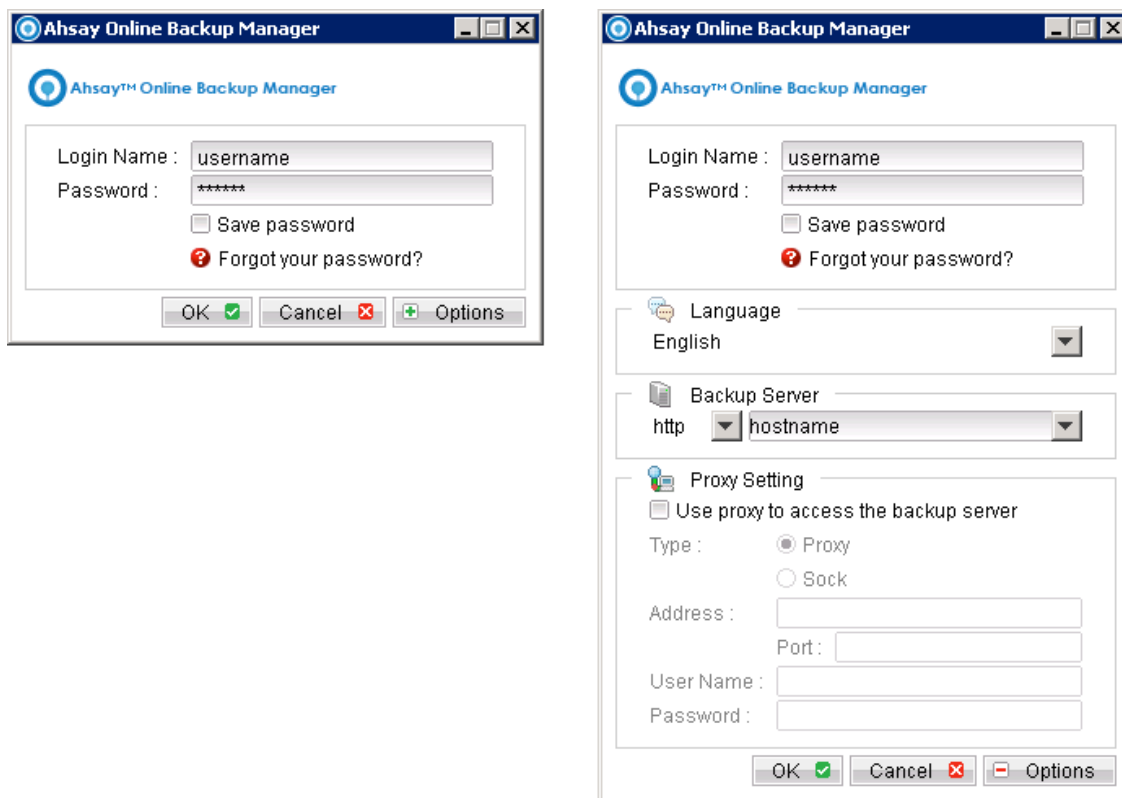 Ahsay Online Backup Manager
Ahsay™ Online Backup Manager
Login Name : username
Password : ******
Save password
Forgot your password?
OK Cancel Options
Ahsay Online Backup Manager
Ahsay™ Online Backup Manager
Login Name : username
Password : ******
Save password
Forgot your password?
Language
English
Backup Server
http hostname
Proxy Setting
Use proxy to access the backup server
Type : Proxy
Sock
Address :
Port :
User Name :
Password :
OK Cancel Options